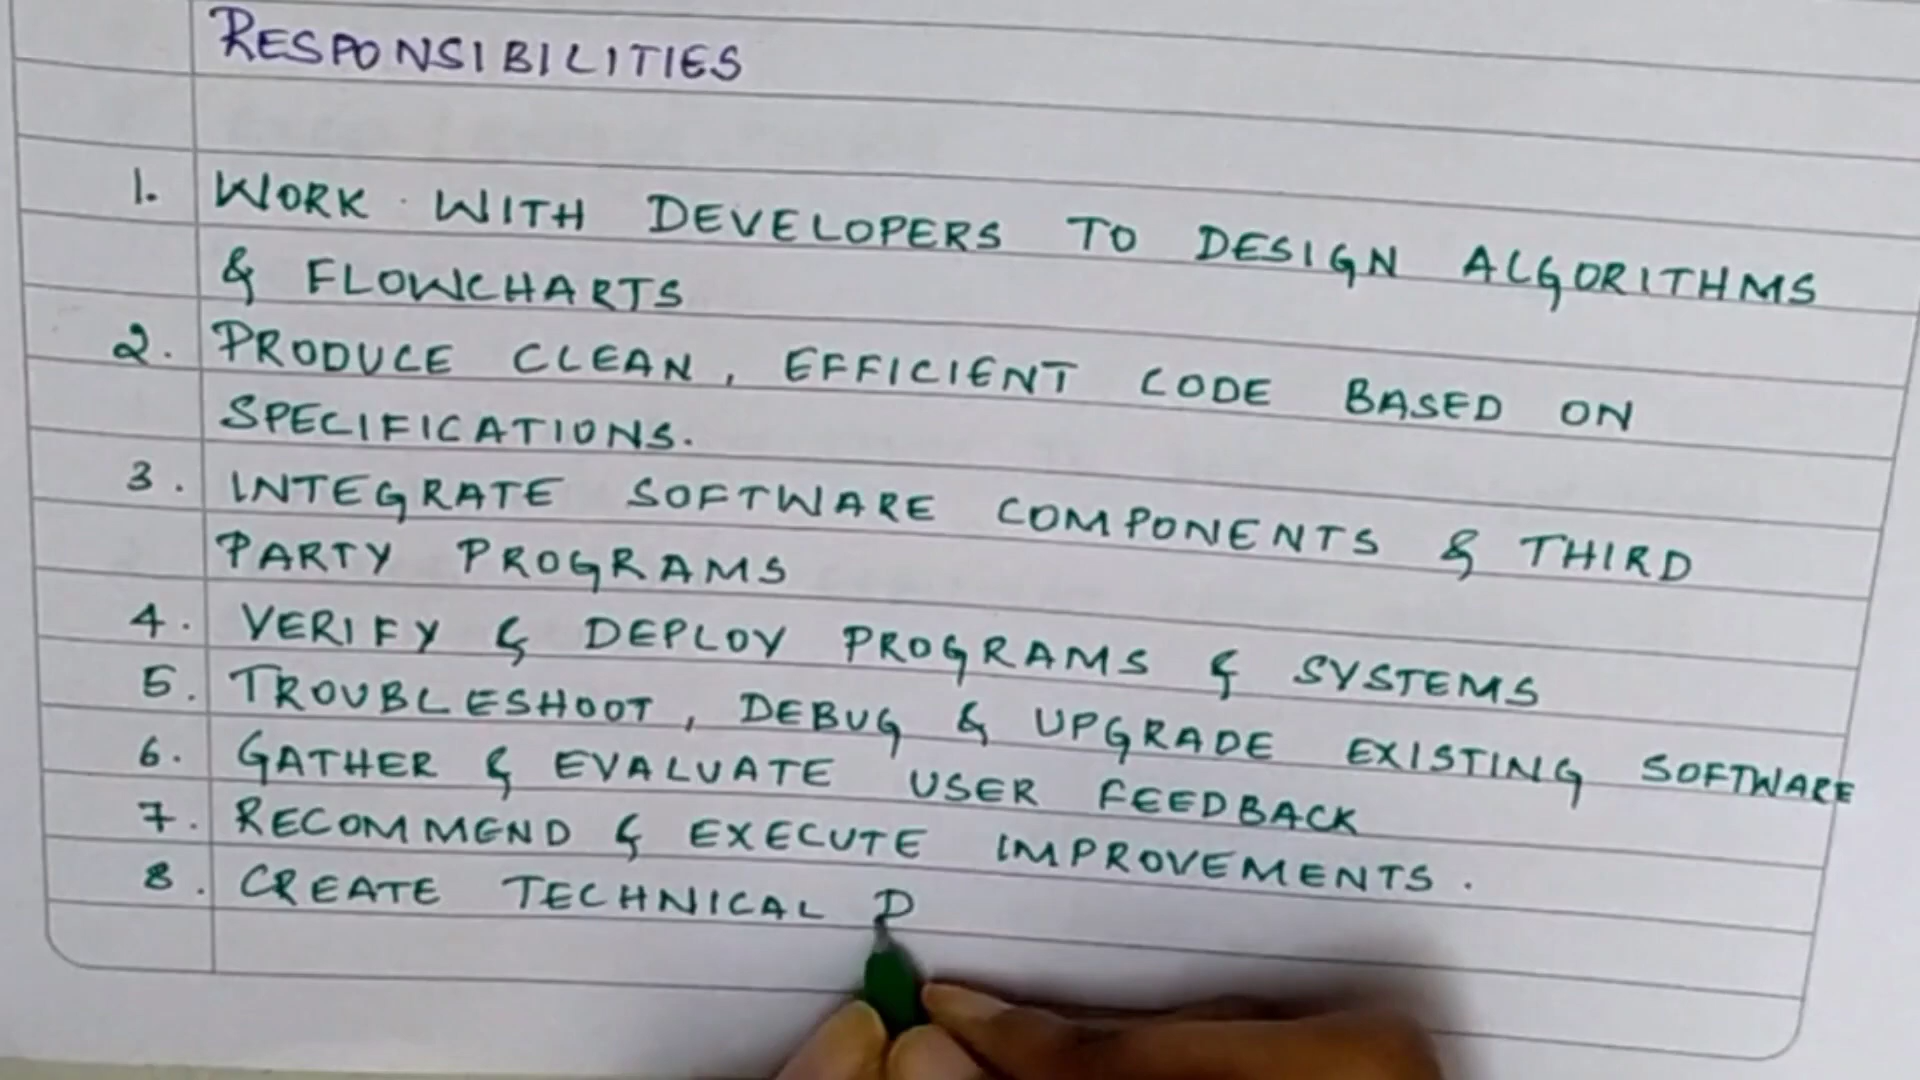 RESPONSIBILITIES
1. WORK WITH DEVELOPERS TO DESIGN ALGORITHMS
& FLOWCHARTS
2. PRODUCE CLEAN, EFFICIENT CODE BASED ON
SPECIFICATIONS.
3. INTEGRATE SOFTWARE COMPONENTS & THIRD
PARTY PROGRAMS
4. VERIFY & DEPLOY PROGRAMS & SYSTEMS
5. TROUBLESHOOT, DEBUG & UPGRADE EXISTING SOFTWARE
6. GATHER & EVALUATE USER FEEDBACK
7. RECOMMEND & EXECUTE IMPROVEMENTS.
8. CREATE TECHNICAL D